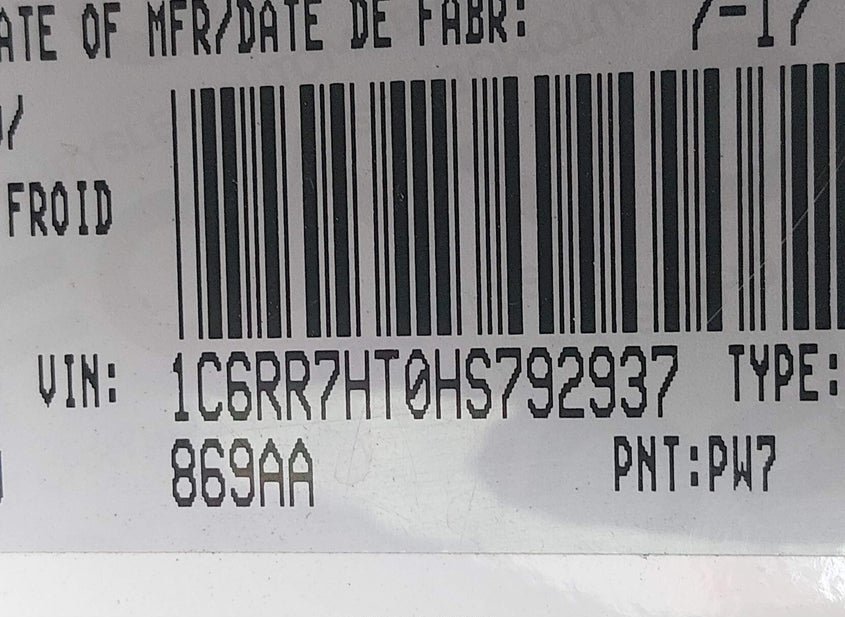 ATE OF MFR/DATE DE FABR: 7-17
FROID
VIN: 1C6RR7HT0HS792937 TYPE:
869AA PNT:PW7